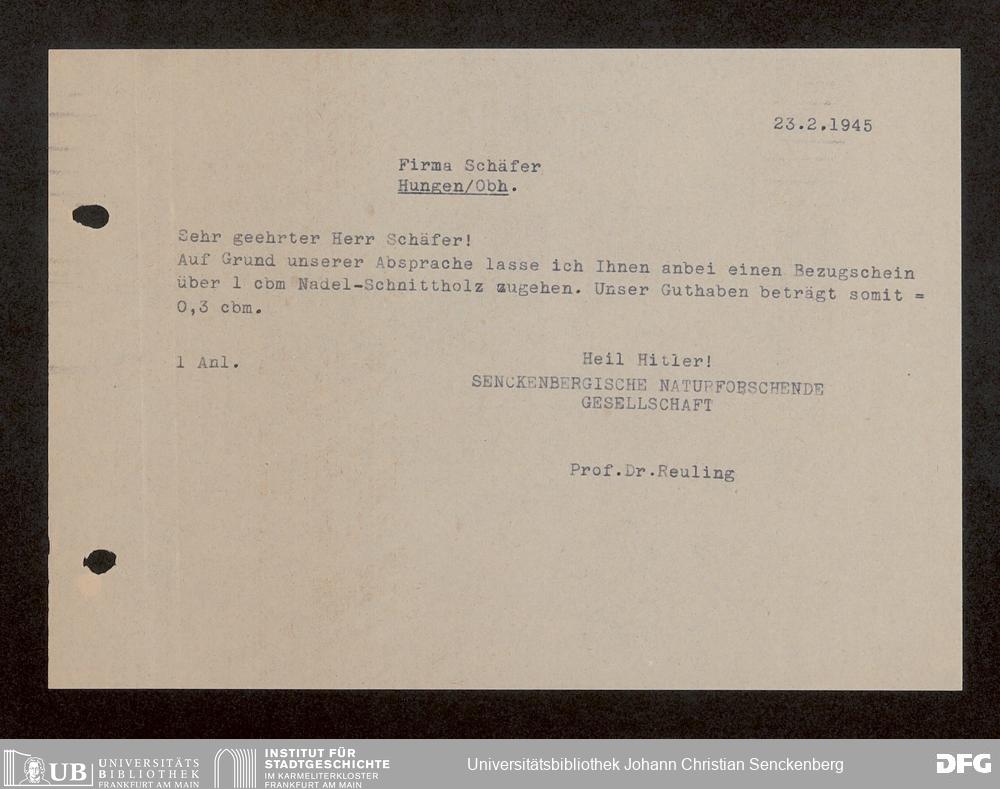 23.2.1945
Firma Schäfer
Hungen/Obh.
Sehr geehrter Herr Schäfer!
Auf Grund unserer Absprache lasse ich Ihnen anbei einen Bezugschein
über 1 cbm Nadel-Schnittholz zugehen. Unser Guthaben beträgt somit =
0,3 cbm.
1 Anl.
Heil Hitler!
SENCKENBERGISCHE NATURFORSCHENDE
GESELLSCHAFT
Prof.Dr.Reuling
UB UNIVERSITÄTS
BIBLIOTHEK
FRANKFURT AM MAIN
INSTITUT FÜR
STADTGESCHICHTE
IM KARMELITERKLOSTER
FRANKFURT AM MAIN
Universitätsbibliothek Johann Christian Senckenberg
DFG